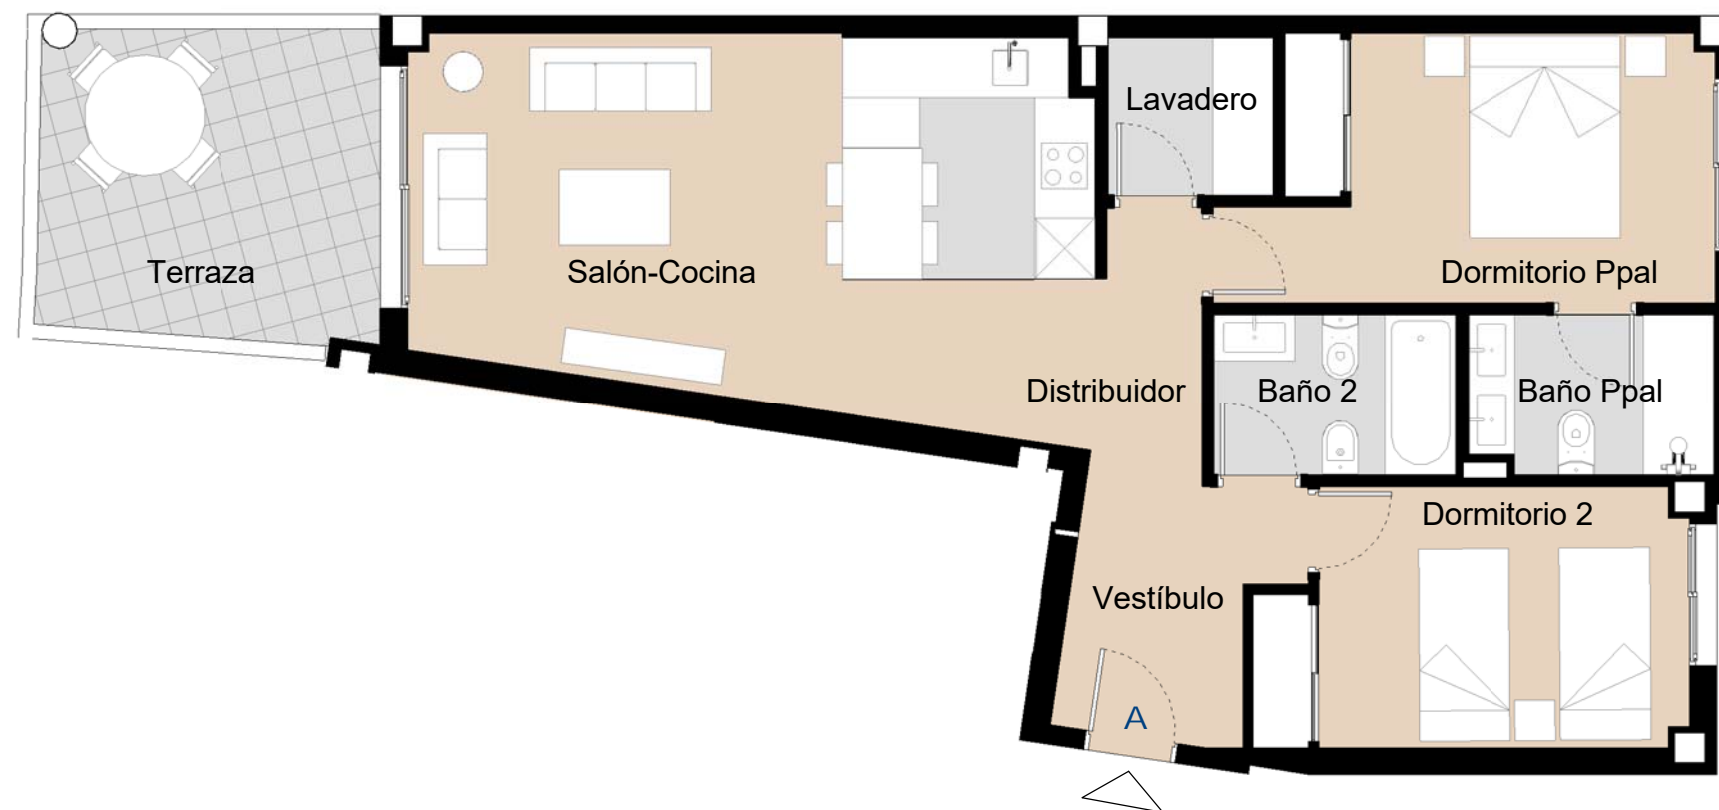 Lavadero
Terraza
Salón-Cocina
Dormitorio Ppal
Distribuidor
Baño 2
Baño Ppal
Dormitorio 2
Vestíbulo
A